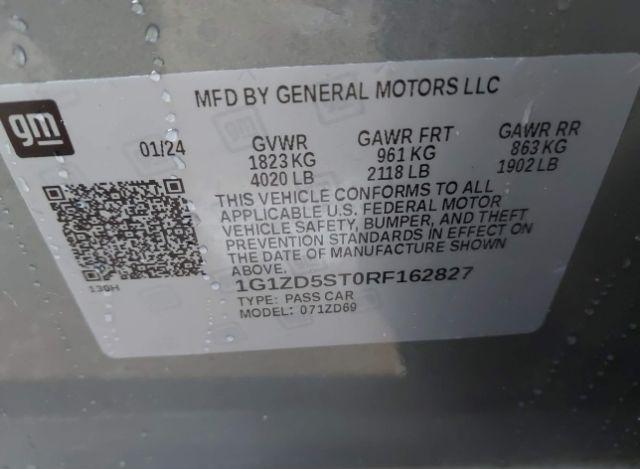 MFD BY GENERAL MOTORS LLC
gm
01/24
GVWR
1823 KG
4020 LB
GAWR FRT
961 KG
2118 LB
GAWR RR
863 KG
1902 LB
THIS VEHICLE CONFORMS TO ALL
APPLICABLE U.S. FEDERAL MOTOR
VEHICLE SAFETY, BUMPER, AND THEFT
PREVENTION STANDARDS IN EFFECT ON
THE DATE OF MANUFACTURE SHOWN
ABOVE.
130H
1G1ZD5ST0RF162827
TYPE: PASS CAR
MODEL: 071ZD69